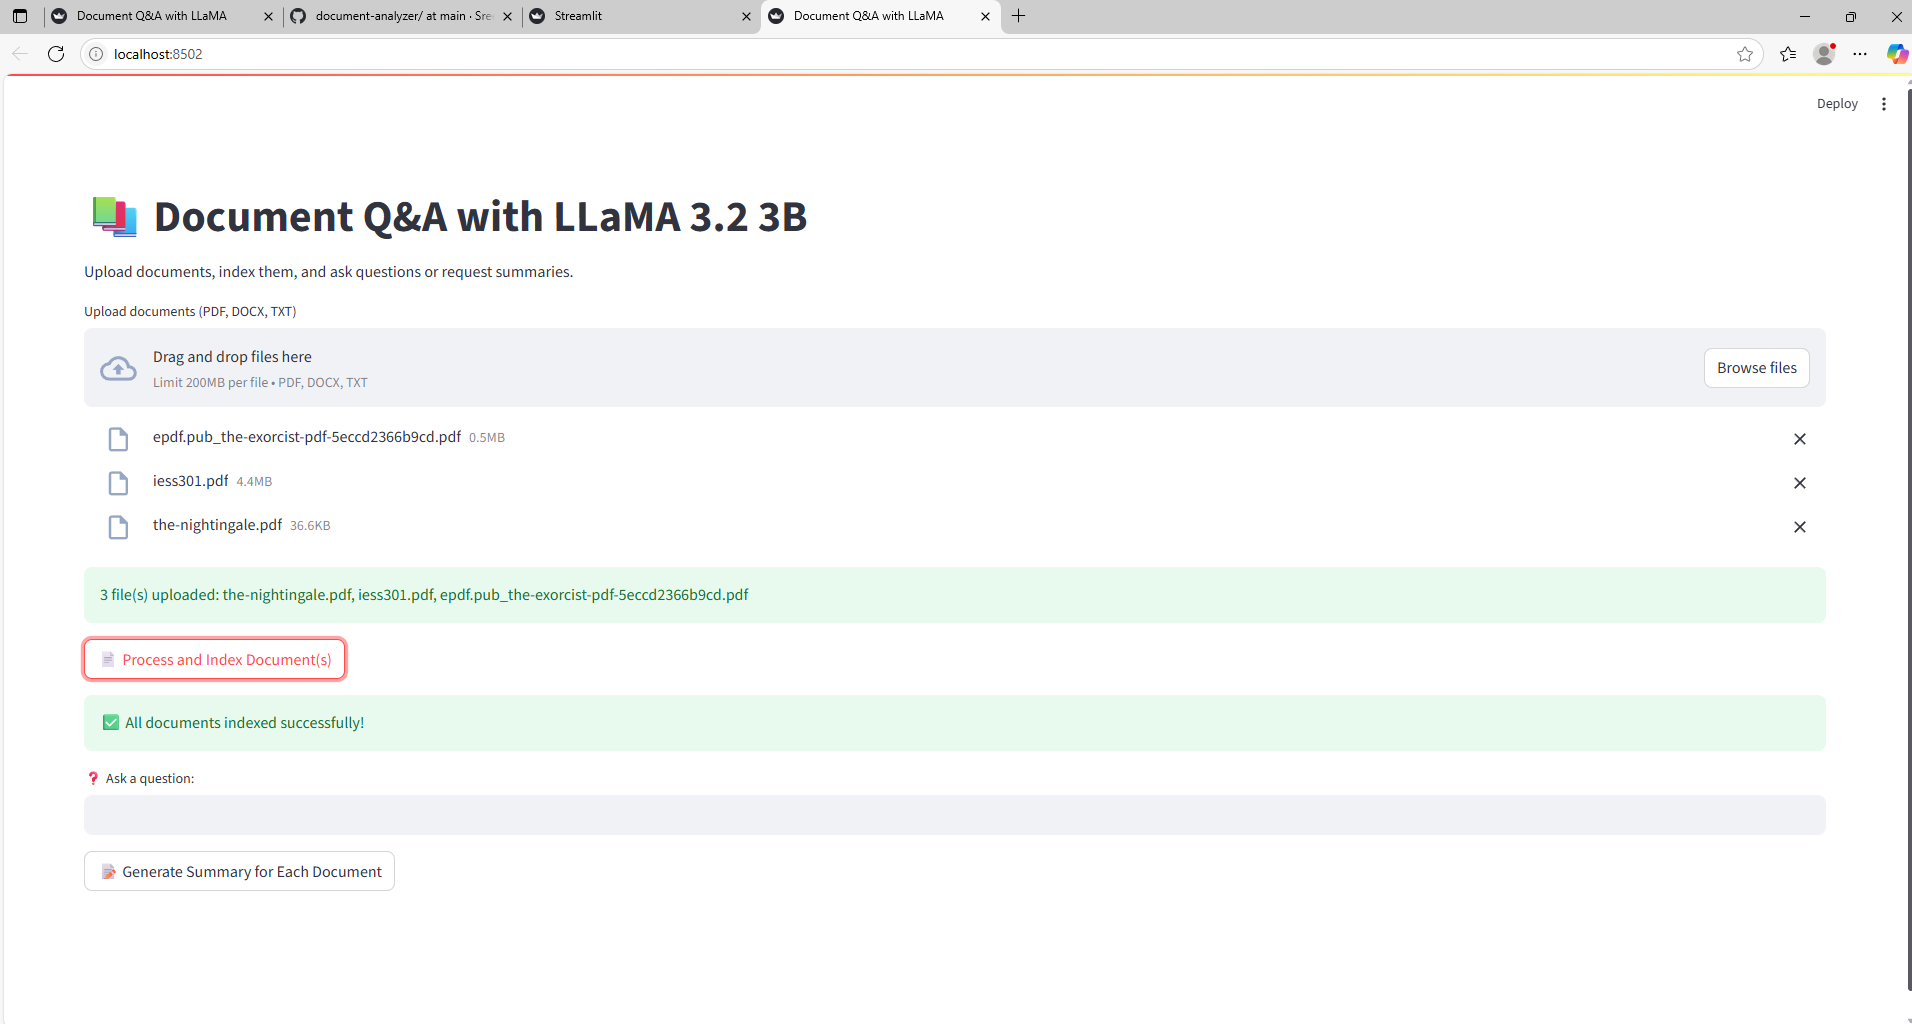 Document Q&A with LLaMA
document-analyzer/ at main · Sre
Streamlit
Document Q&A with LLaMA
localhost:8502
Deploy
Document Q&A with LLaMA 3.2 3B
Upload documents, index them, and ask questions or request summaries.
Upload documents (PDF, DOCX, TXT)
Drag and drop files here
Limit 200MB per file • PDF, DOCX, TXT
Browse files
epdf.pub_the-exorcist-pdf-5eccd2366b9cd.pdf 0.5MB
iess301.pdf 4.4MB
the-nightingale.pdf 36.6KB
3 file(s) uploaded: the-nightingale.pdf, iess301.pdf, epdf.pub_the-exorcist-pdf-5eccd2366b9cd.pdf
Process and Index Document(s)
All documents indexed successfully!
Ask a question:
Generate Summary for Each Document